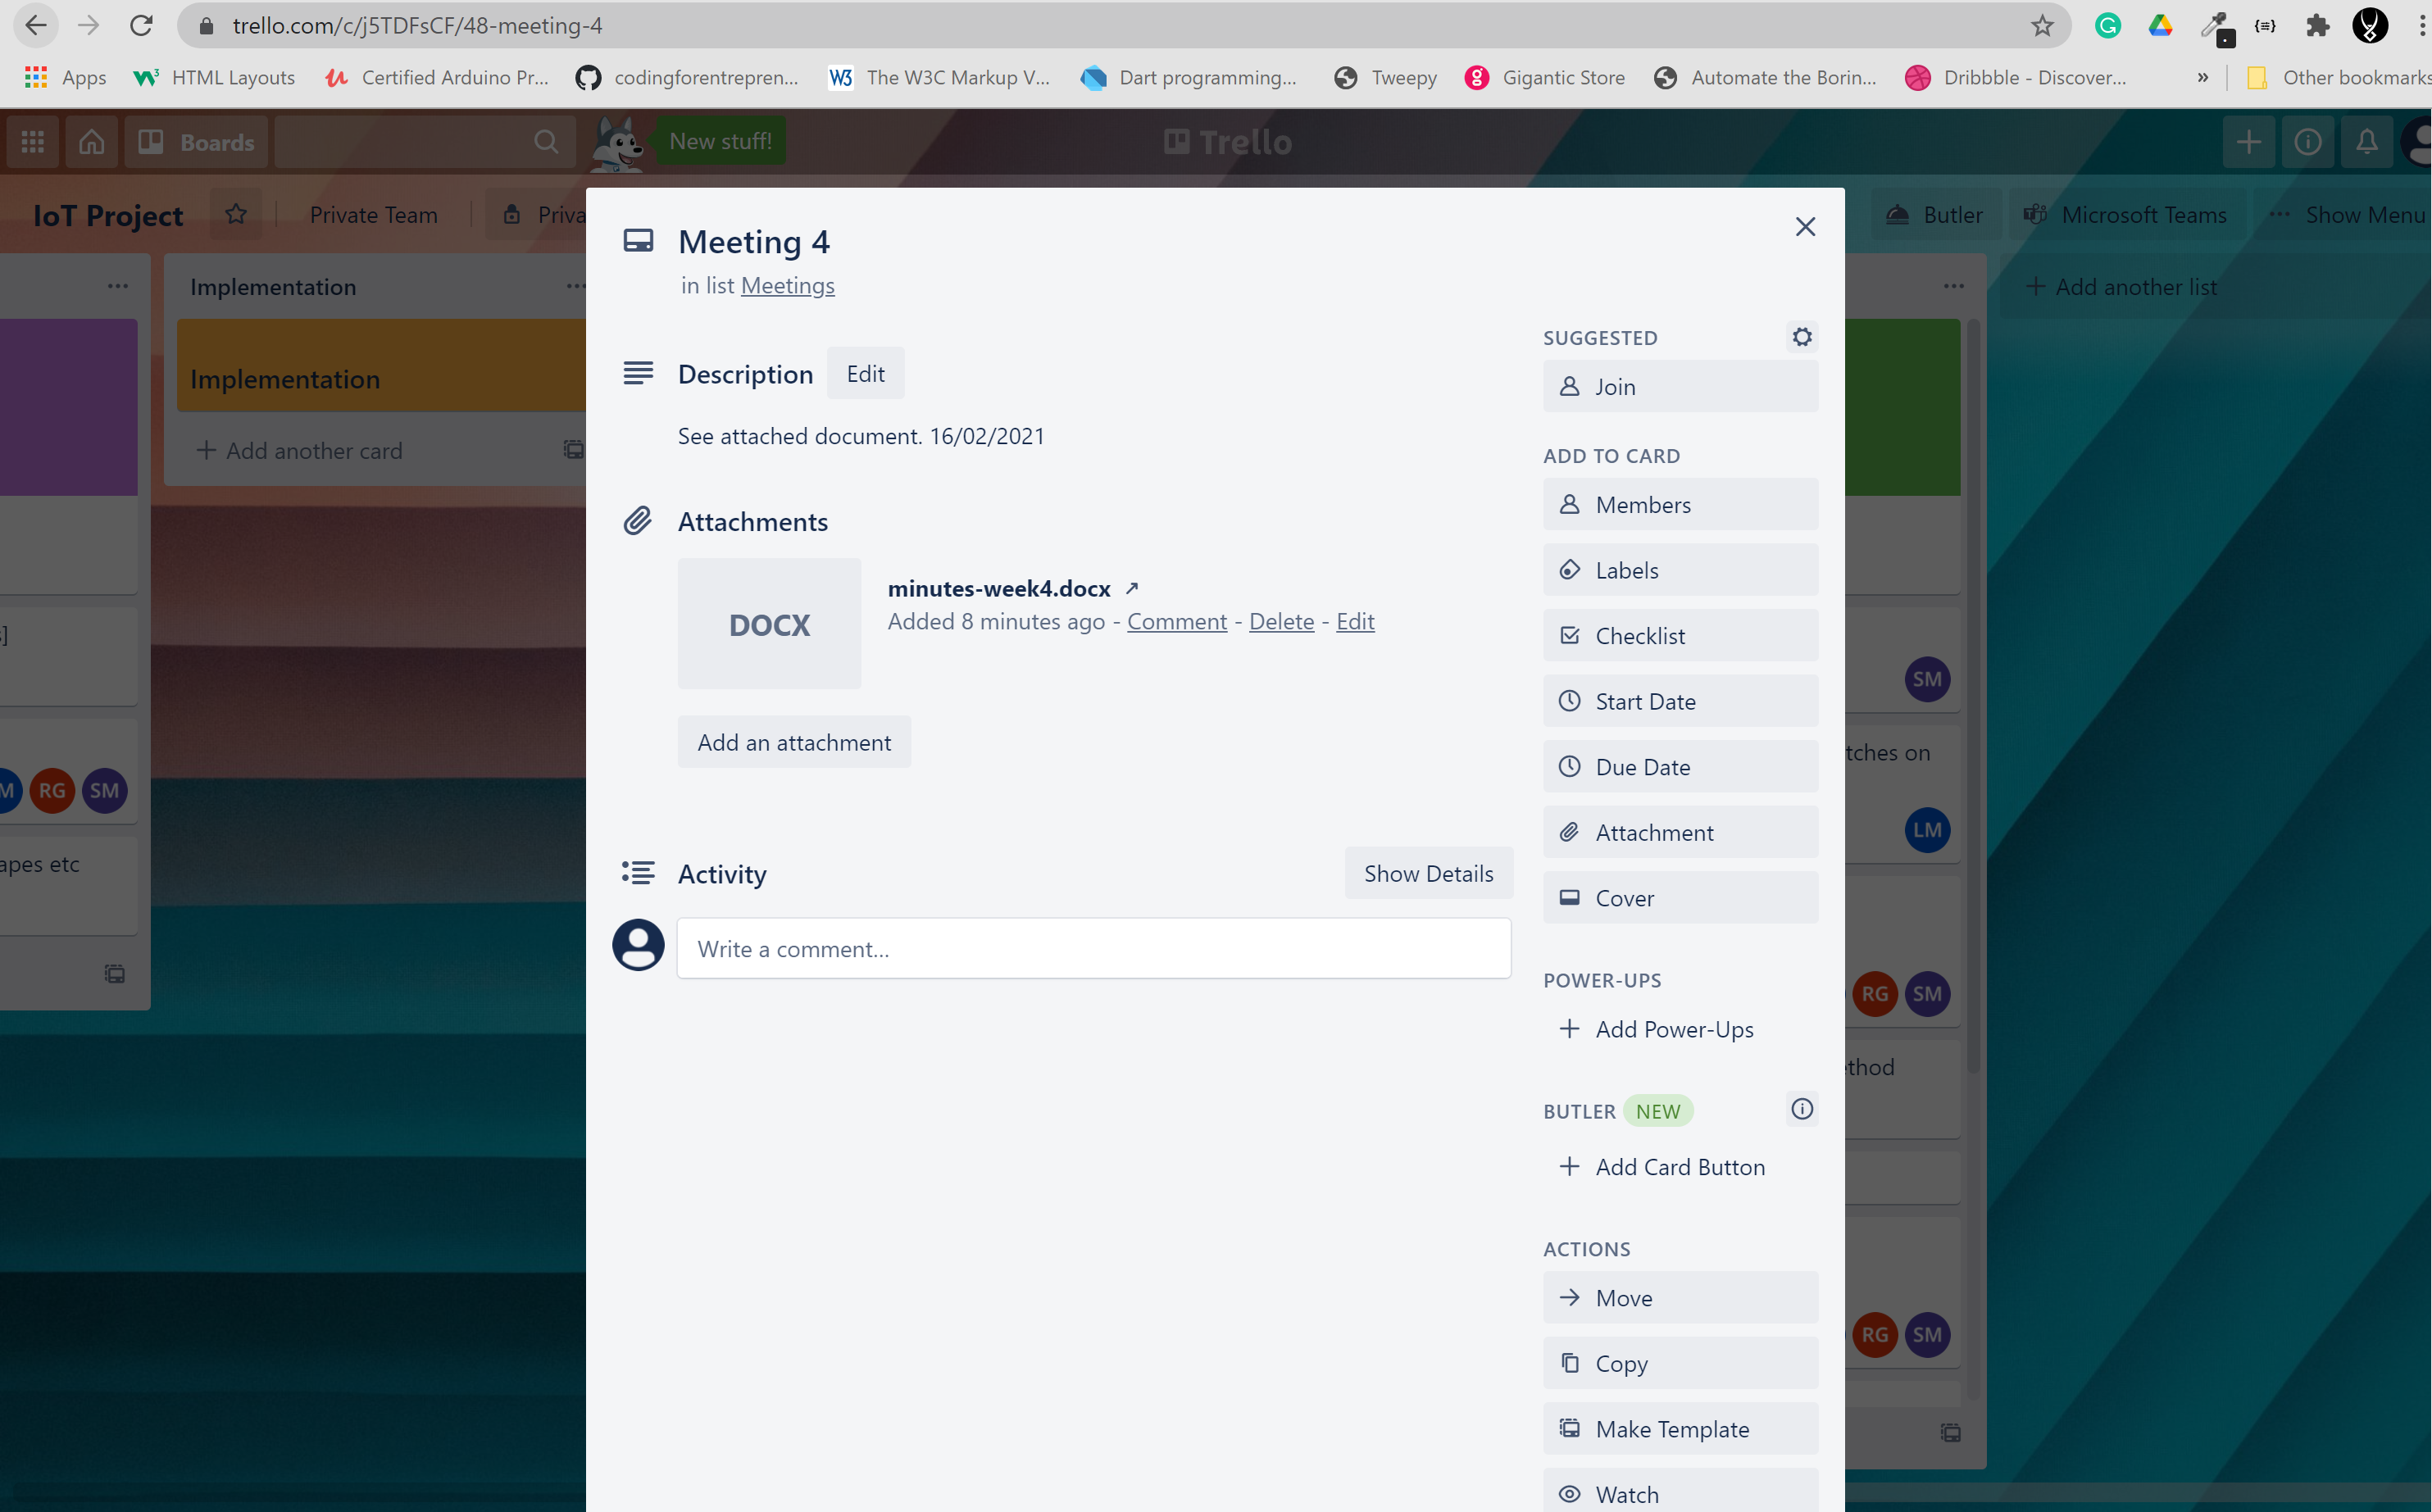 trello.com/c/j5TDFsCF/48-meeting-4
Apps
HTML Layouts
Certified Arduino Pr...
codingforentrepren...
The W3C Markup V...
Dart programming...
Tweepy
Gigantic Store
Automate the Borin...
Dribbble - Discover...
»
Other bookmarks
Boards
New stuff!
Trello
IoT Project
Private Team
Priva
Butler
Microsoft Teams
Show Menu
Implementation
Implementation
+ Add another card
s]
M RG SM
apes etc
Meeting 4
in list Meetings
Description
Edit
See attached document. 16/02/2021
Attachments
DOCX
minutes-week4.docx ↗
Added 8 minutes ago - Comment - Delete - Edit
Add an attachment
Activity
Show Details
Write a comment...
SUGGESTED
Join
ADD TO CARD
Members
Labels
Checklist
Start Date
Due Date
Attachment
Cover
POWER-UPS
+ Add Power-Ups
BUTLER NEW
+ Add Card Button
ACTIONS
Move
Copy
Make Template
Watch
+ Add another list
SM
tches on
LM
RG SM
ethod
RG SM